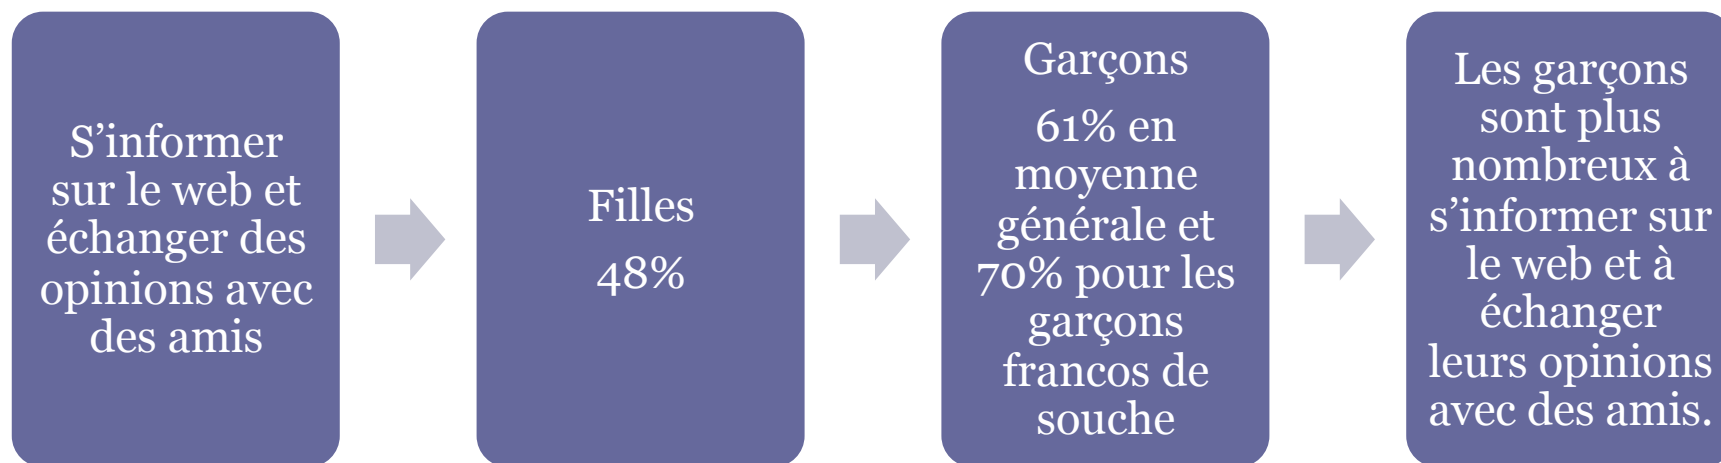 S’informer
sur le web et
échanger des
opinions avec
des amis
Filles
48%
Garçons
61% en
moyenne
générale et
70% pour les
garçons
francos de
souche
Les garçons
sont plus
nombreux à
s’informer sur
le web et à
échanger
leurs opinions
avec des amis.